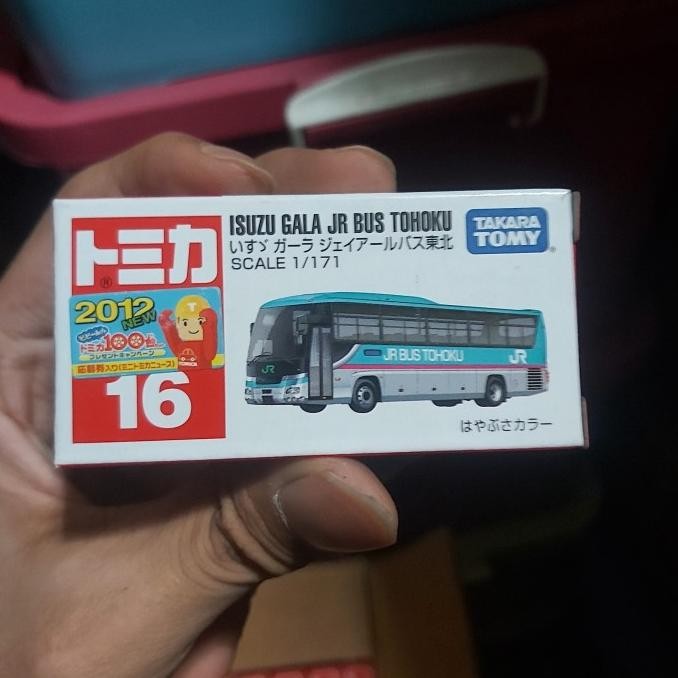 トミカ
®
2012
NEW
トミカ100
プレゼントキャンペーン
応募券入り(ミニトミカニュース)
16
ISUZU GALA JR BUS TOHOKU
いすゞ ガーラ ジェイアールバス東北
SCALE 1/171
TAKARA
TOMY
JR BUS TOHOKU
JR
JR
はやぶさカラー